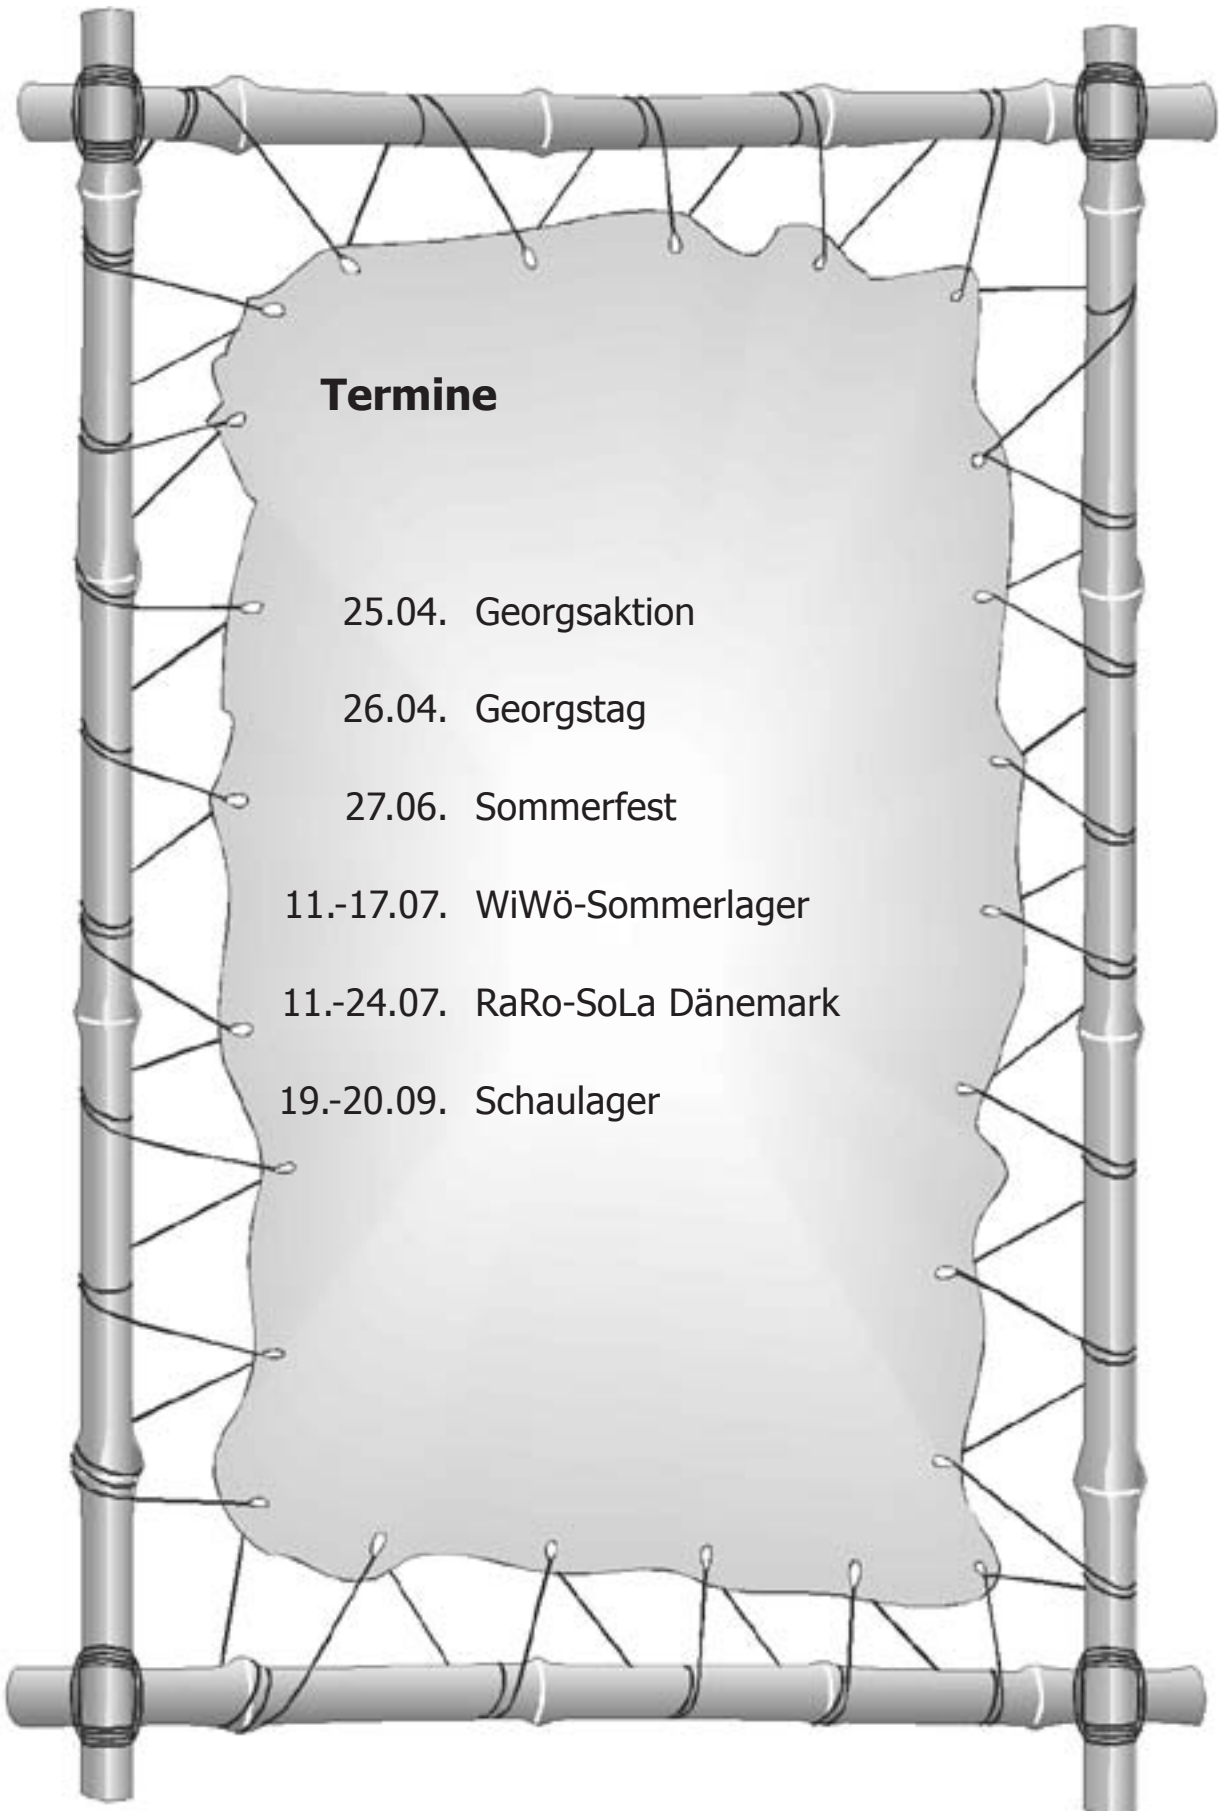 Termine
25.04. Georgsaktion
26.04. Georgstag
27.06. Sommerfest
11.-17.07. WiWö-Sommerlager
11.-24.07. RaRo-SoLa Dänemark
19.-20.09. Schaulager